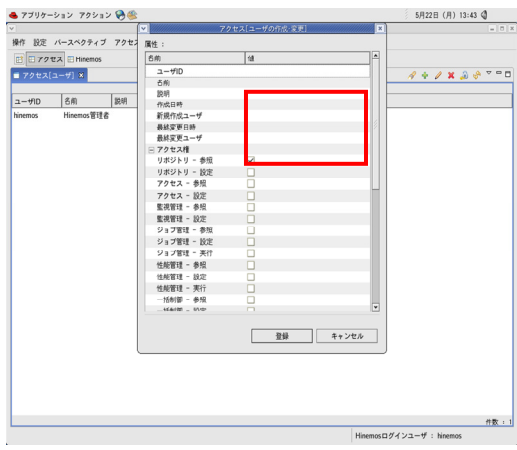 アプリケーション アクション
5月22日（月）13:43
アクセス[ユーザの作成・変更]
操作 設定 パースペクティブ アクセ
アクセス Hinemos
アクセス[ユーザ]
ユーザID 名前 説明
hinemos Hinemos管理者
属性：
名前 値
ユーザID
名前
説明
作成日時
新規作成ユーザ
最終変更日時
最終変更ユーザ
アクセス権
リポジトリ - 参照
リポジトリ - 設定
アクセス - 参照
アクセス - 設定
監視管理 - 参照
監視管理 - 設定
ジョブ管理 - 参照
ジョブ管理 - 設定
ジョブ管理 - 実行
性能管理 - 参照
性能管理 - 設定
性能管理 - 実行
一括制御 - 参照
一括制御 - 設定
登録 キャンセル
件数：1
Hinemosログインユーザ：hinemos